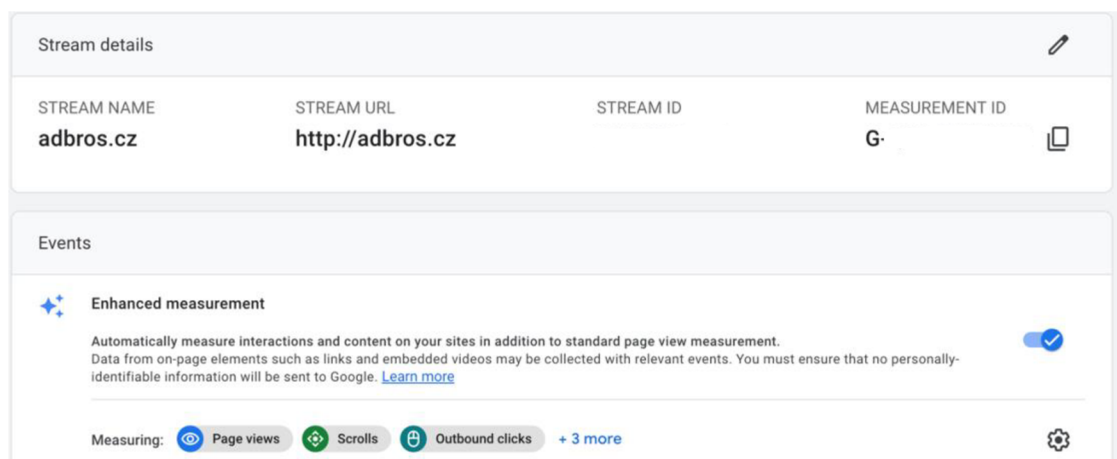 Stream details
STREAM NAME STREAM URL STREAM ID MEASUREMENT ID
adbros.cz http://adbros.cz G-
Events
Enhanced measurement
Automatically measure interactions and content on your sites in addition to standard page view measurement.
Data from on-page elements such as links and embedded videos may be collected with relevant events. You must ensure that no personally-
identifiable information will be sent to Google. Learn more
Measuring: Page views Scrolls Outbound clicks + 3 more